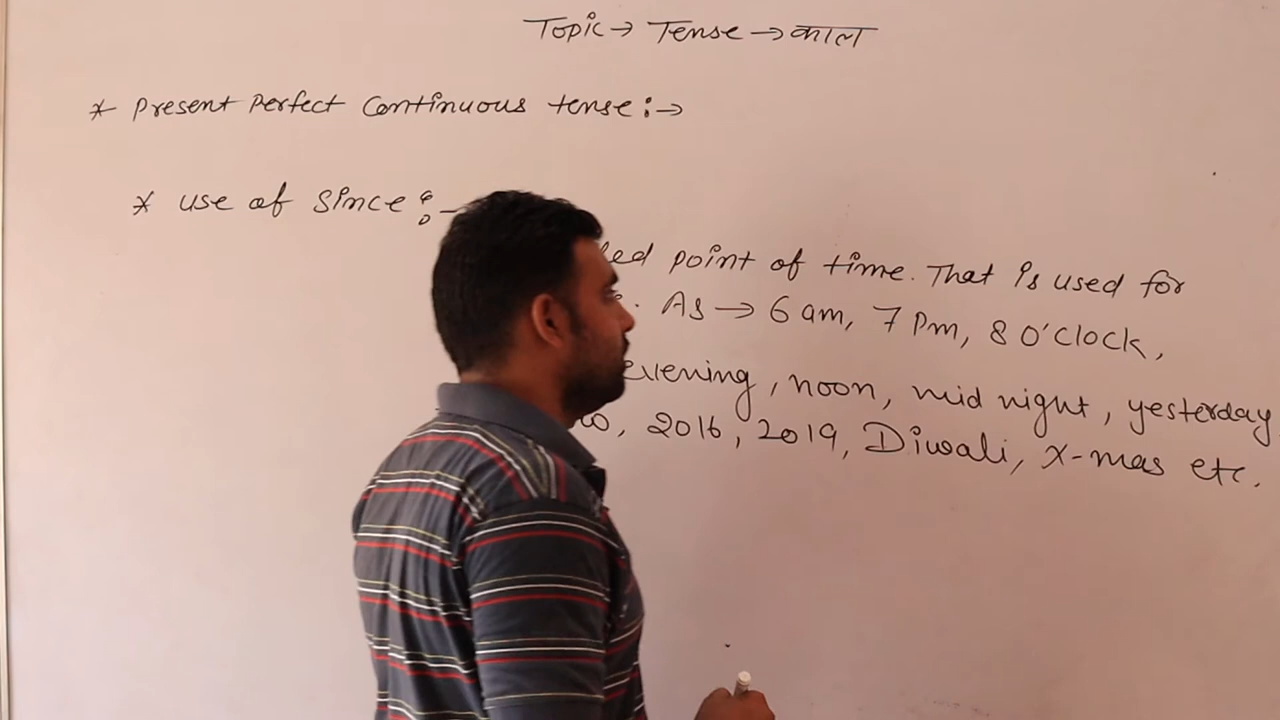 Topic → Tense → काल
* Present Perfect Continuous tense :→
* use of since :-
point of time. That is used for
As → 6 am, 7 Pm, 8 O'clock,
evening, noon, mid night, yesterday
2016, 2019, Diwali, X-mas etc.